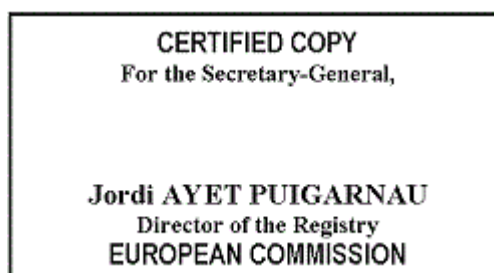 CERTIFIED COPY
For the Secretary-General,
Jordi AYET PUIGARNAU
Director of the Registry
EUROPEAN COMMISSION